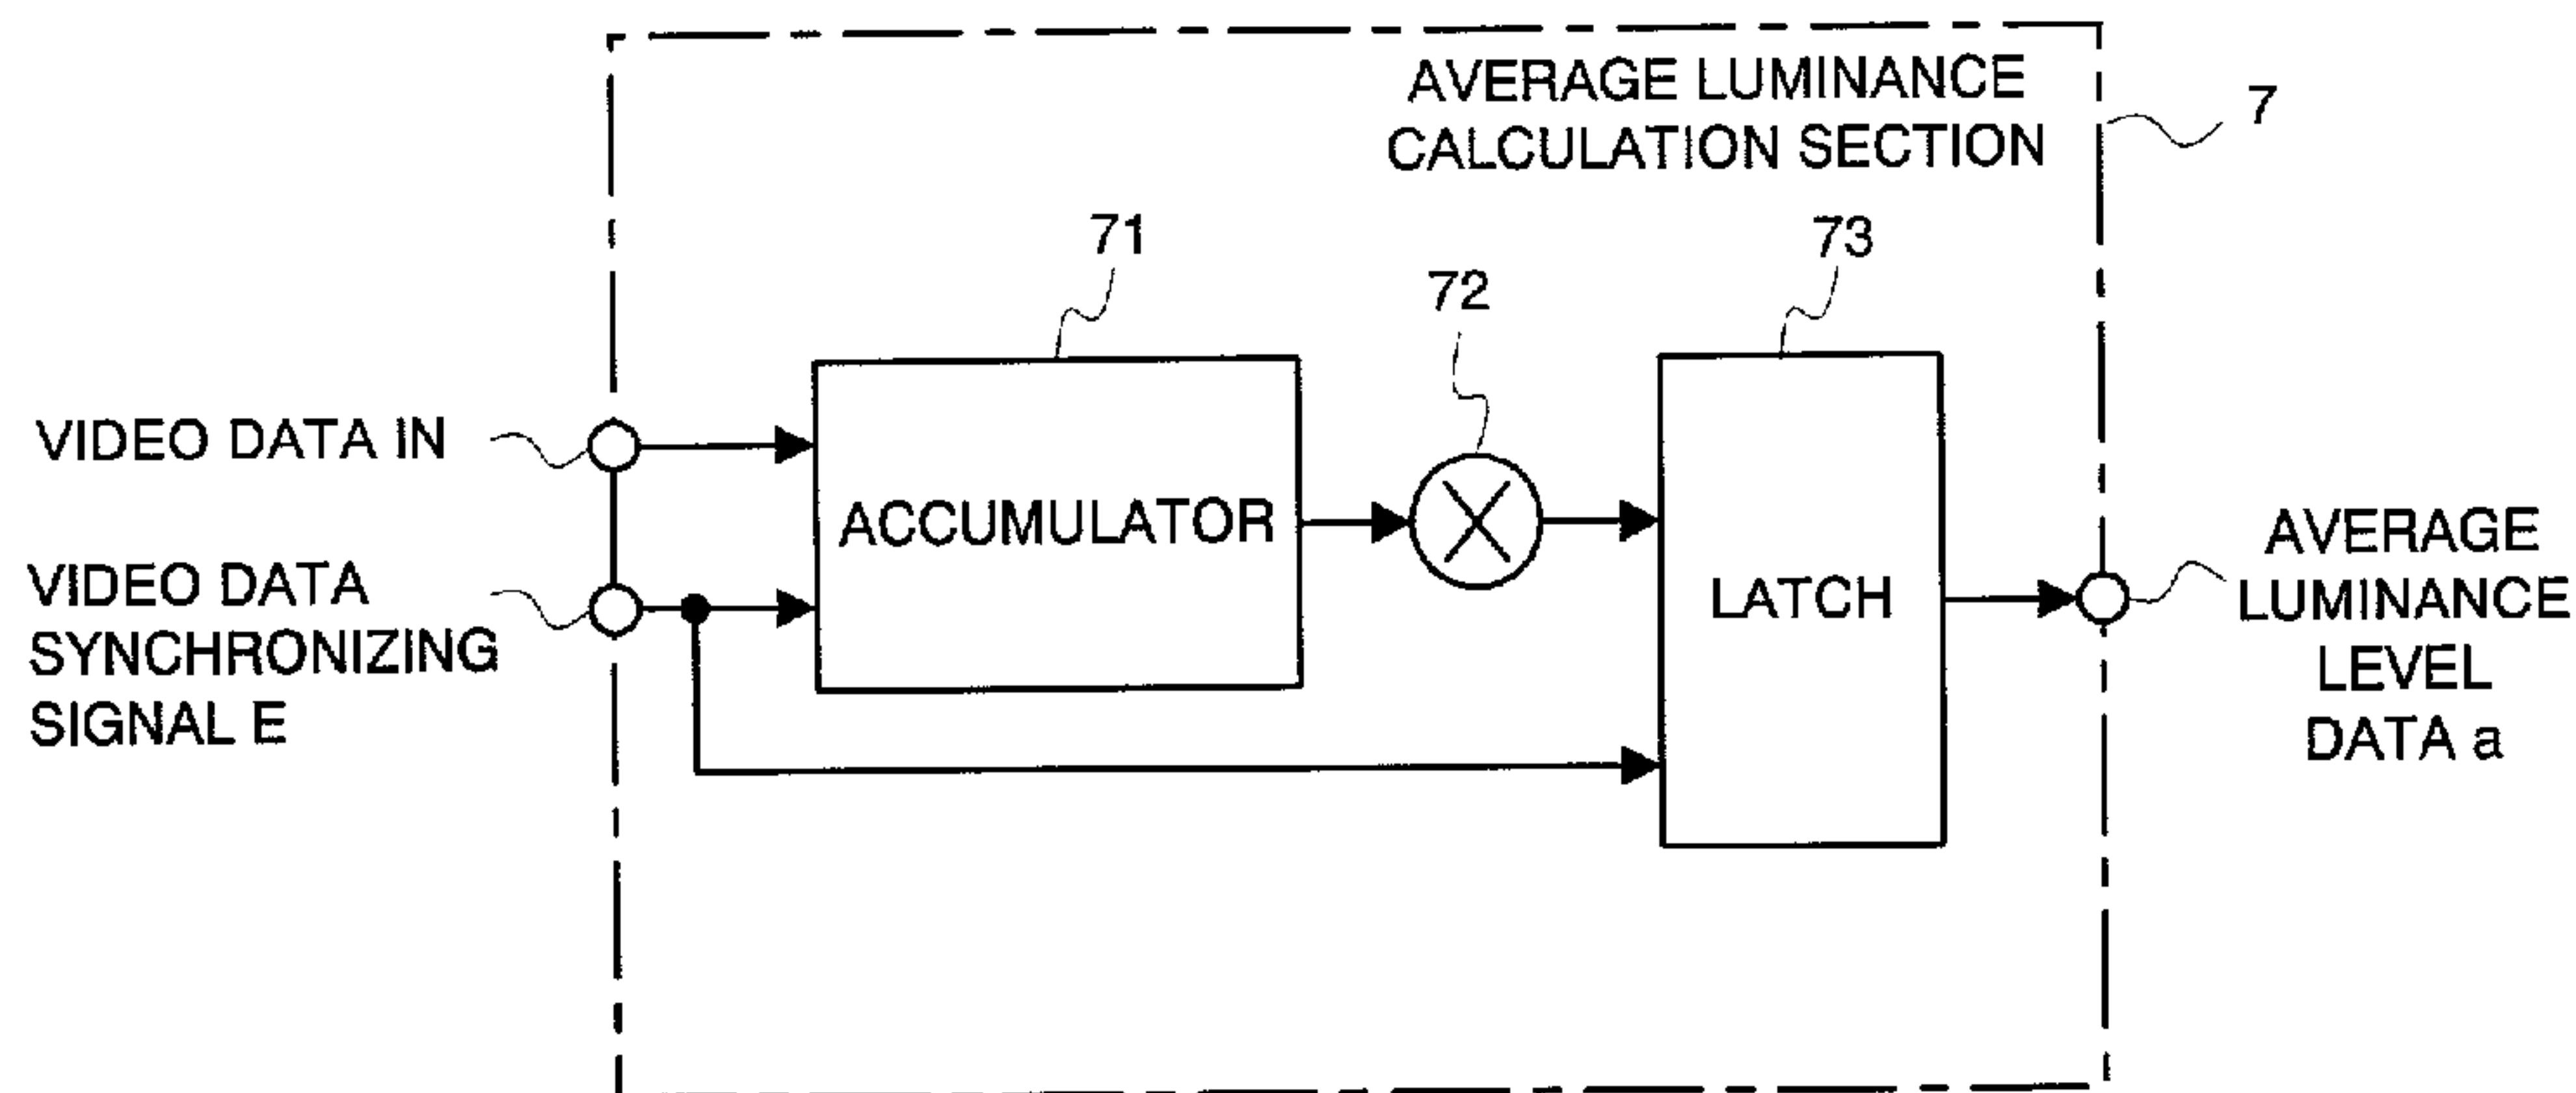 AVERAGE LUMINANCE
CALCULATION SECTION
7
71
72
73
VIDEO DATA IN
ACCUMULATOR
LATCH
VIDEO DATA
SYNCHRONIZING
SIGNAL E
AVERAGE
LUMINANCE
LEVEL
DATA a